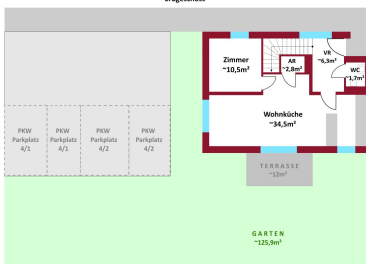 Erdgeschoss
Zimmer
~10,5m²
AR
~2,8m²
VR
~6,3m²
WC
~1,7m²
Wohnküche
~34,5m²
PKW
Parkplatz
4/1
PKW
Parkplatz
4/1
PKW
Parkplatz
4/2
PKW
Parkplatz
4/2
TERRASSE
~12m²
GARTEN
~125,9m²